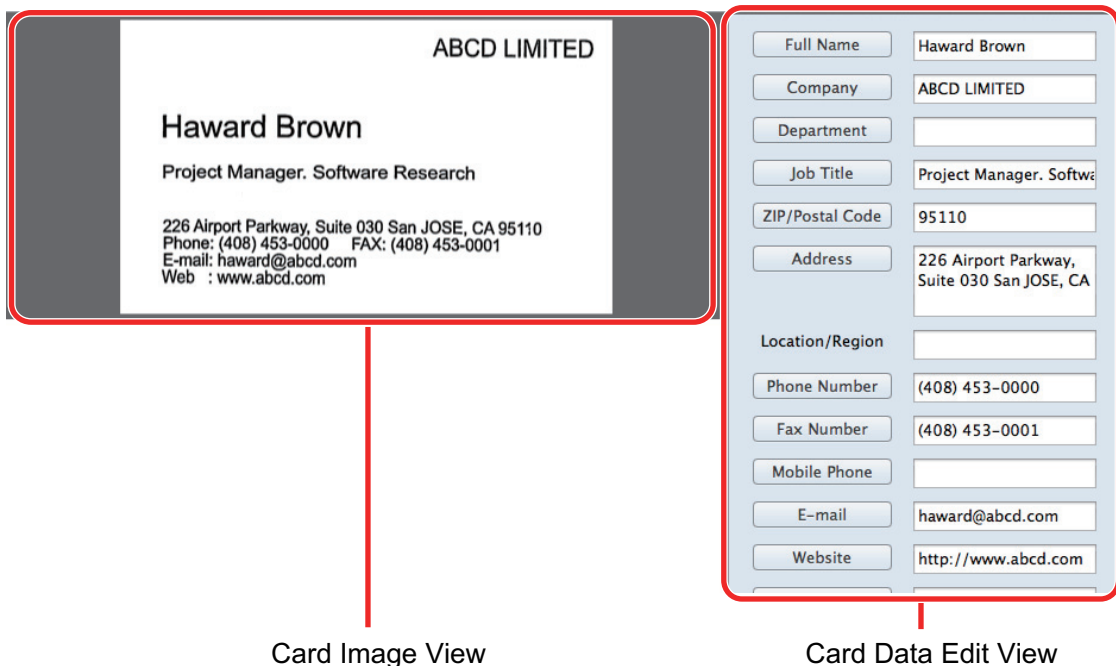 ABCD LIMITED
Haward Brown
Project Manager. Software Research
226 Airport Parkway, Suite 030 San JOSE, CA 95110
Phone: (408) 453-0000 FAX: (408) 453-0001
E-mail: haward@abcd.com
Web : www.abcd.com
Full Name Haward Brown
Company ABCD LIMITED
Department
Job Title Project Manager. Softwa
ZIP/Postal Code 95110
Address 226 Airport Parkway,
Suite 030 San JOSE, CA
Location/Region
Phone Number (408) 453-0000
Fax Number (408) 453-0001
Mobile Phone
E-mail haward@abcd.com
Website http://www.abcd.com
Card Image View
Card Data Edit View